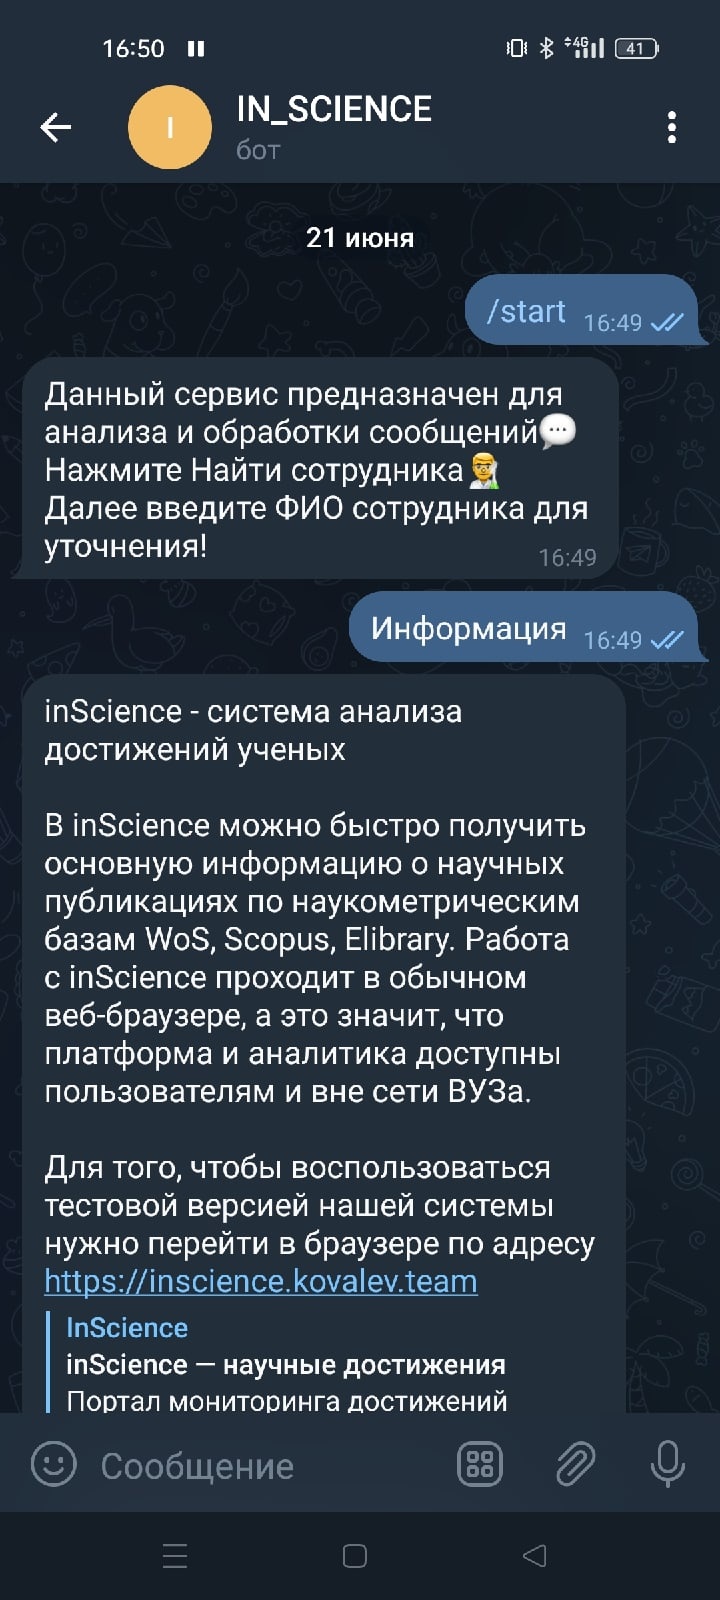 16:50
4G
41
I
IN_SCIENCE
бот
21 июня
/start 16:49
Данный сервис предназначен для
анализа и обработки сообщений💬
Нажмите Найти сотрудника👨‍🔬
Далее введите ФИО сотрудника для
уточнения!
16:49
Информация 16:49
inScience - система анализа
достижений ученых
В inScience можно быстро получить
основную информацию о научных
публикациях по наукометрическим
базам WoS, Scopus, Elibrary. Работа
с inScience проходит в обычном
веб-браузере, а это значит, что
платформа и аналитика доступны
пользователям и вне сети ВУЗа.
Для того, чтобы воспользоваться
тестовой версией нашей системы
нужно перейти в браузере по адресу
https://inscience.kovalev.team
InScience
inScience — научные достижения
Портал мониторинга достижений
Сообщение